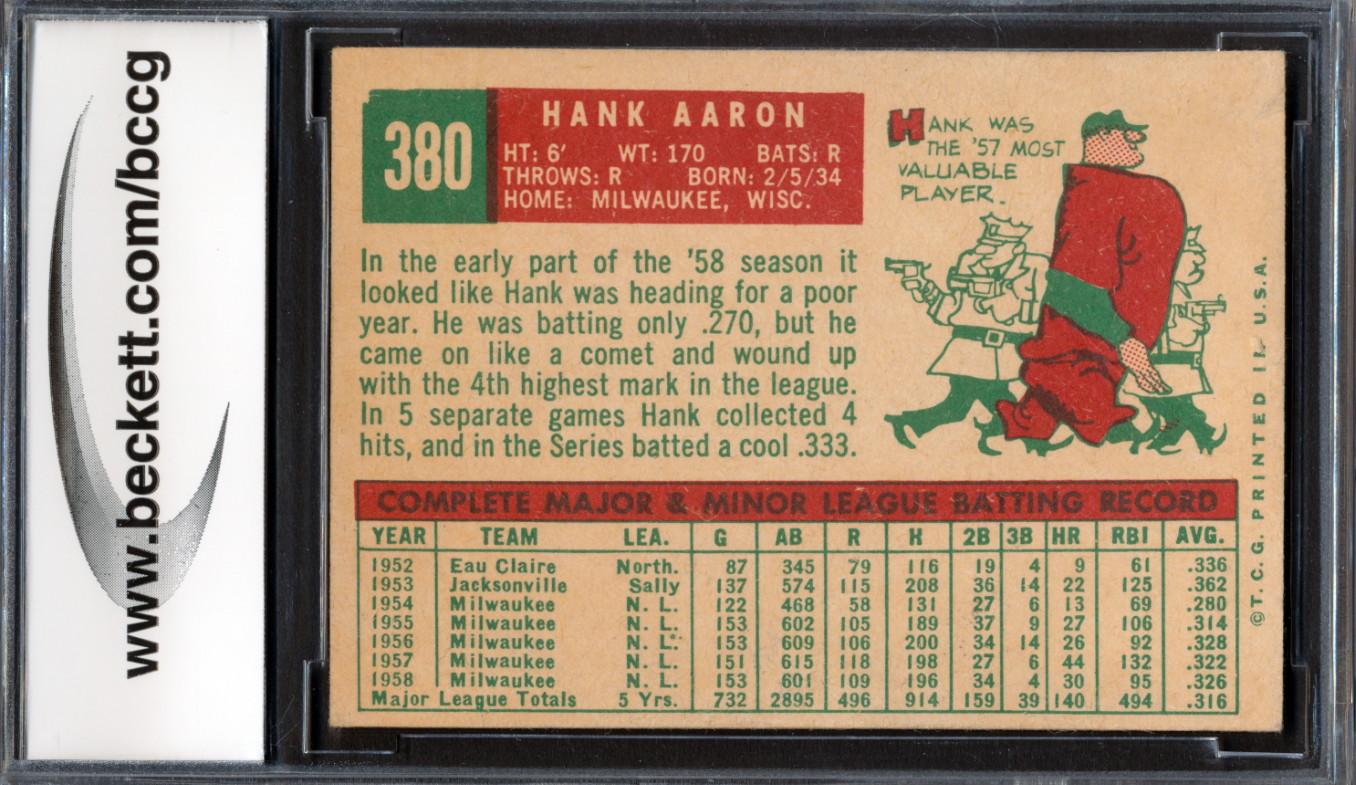 www.beckett.com/bccg
380
HANK AARON
HT: 6' WT: 170 BATS: R
THROWS: R BORN: 2/5/34
HOME: MILWAUKEE, WISC.
HANK WAS
THE '57 MOST
VALUABLE
PLAYER.
In the early part of the '58 season it
looked like Hank was heading for a poor
year. He was batting only .270, but he
came on like a comet and wound up
with the 4th highest mark in the league.
In 5 separate games Hank collected 4
hits, and in the Series batted a cool .333.
COMPLETE MAJOR & MINOR LEAGUE BATTING RECORD
YEAR TEAM LEA. G AB R H 2B 3B HR RBI AVG.
1952 Eau Claire North. 87 345 79 116 19 4 9 61 .336
1953 Jacksonville Sally 137 574 115 208 36 14 22 125 .362
1954 Milwaukee N. L. 122 468 58 131 27 6 13 69 .280
1955 Milwaukee N. L. 153 602 105 189 37 9 27 106 .314
1956 Milwaukee N. L. 153 609 106 200 34 14 26 92 .328
1957 Milwaukee N. L. 151 615 118 198 27 6 44 132 .322
1958 Milwaukee N. L. 153 601 109 196 34 4 30 95 .326
Major League Totals 5 Yrs. 732 2895 496 914 159 39 140 494 .316
©T. C. G. PRINTED IN U.S.A.